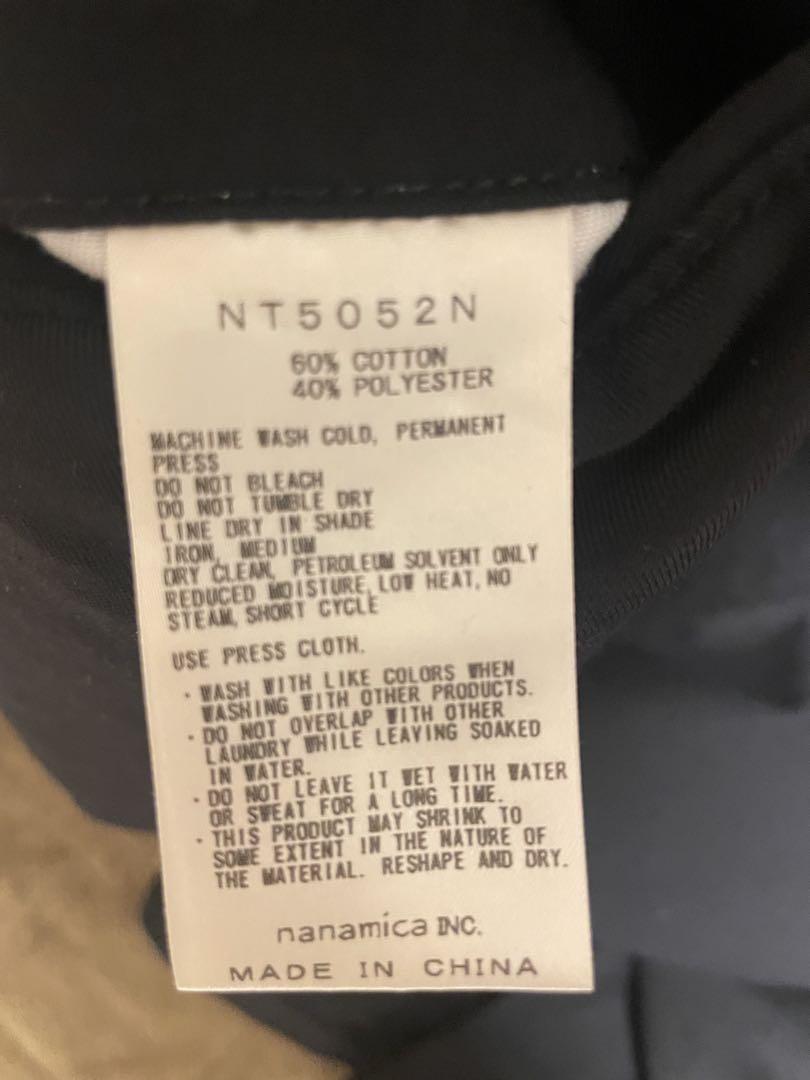 NT5052N
60% COTTON
40% POLYESTER
MACHINE WASH COLD, PERMANENT
PRESS
DO NOT BLEACH
DO NOT TUMBLE DRY
LINE DRY IN SHADE
IRON, MEDIUM
DRY CLEAN, PETROLEUM SOLVENT ONLY
REDUCED MOISTURE, LOW HEAT, NO
STEAM, SHORT CYCLE
USE PRESS CLOTH.
・WASH WITH LIKE COLORS WHEN
WASHING WITH OTHER PRODUCTS.
・DO NOT OVERLAP WITH OTHER
LAUNDRY WHILE LEAVING SOAKED
IN WATER.
・DO NOT LEAVE IT WET WITH WATER
OR SWEAT FOR A LONG TIME.
・THIS PRODUCT MAY SHRINK TO
SOME EXTENT IN THE NATURE OF
THE MATERIAL. RESHAPE AND DRY.
nanamica INC.
MADE IN CHINA